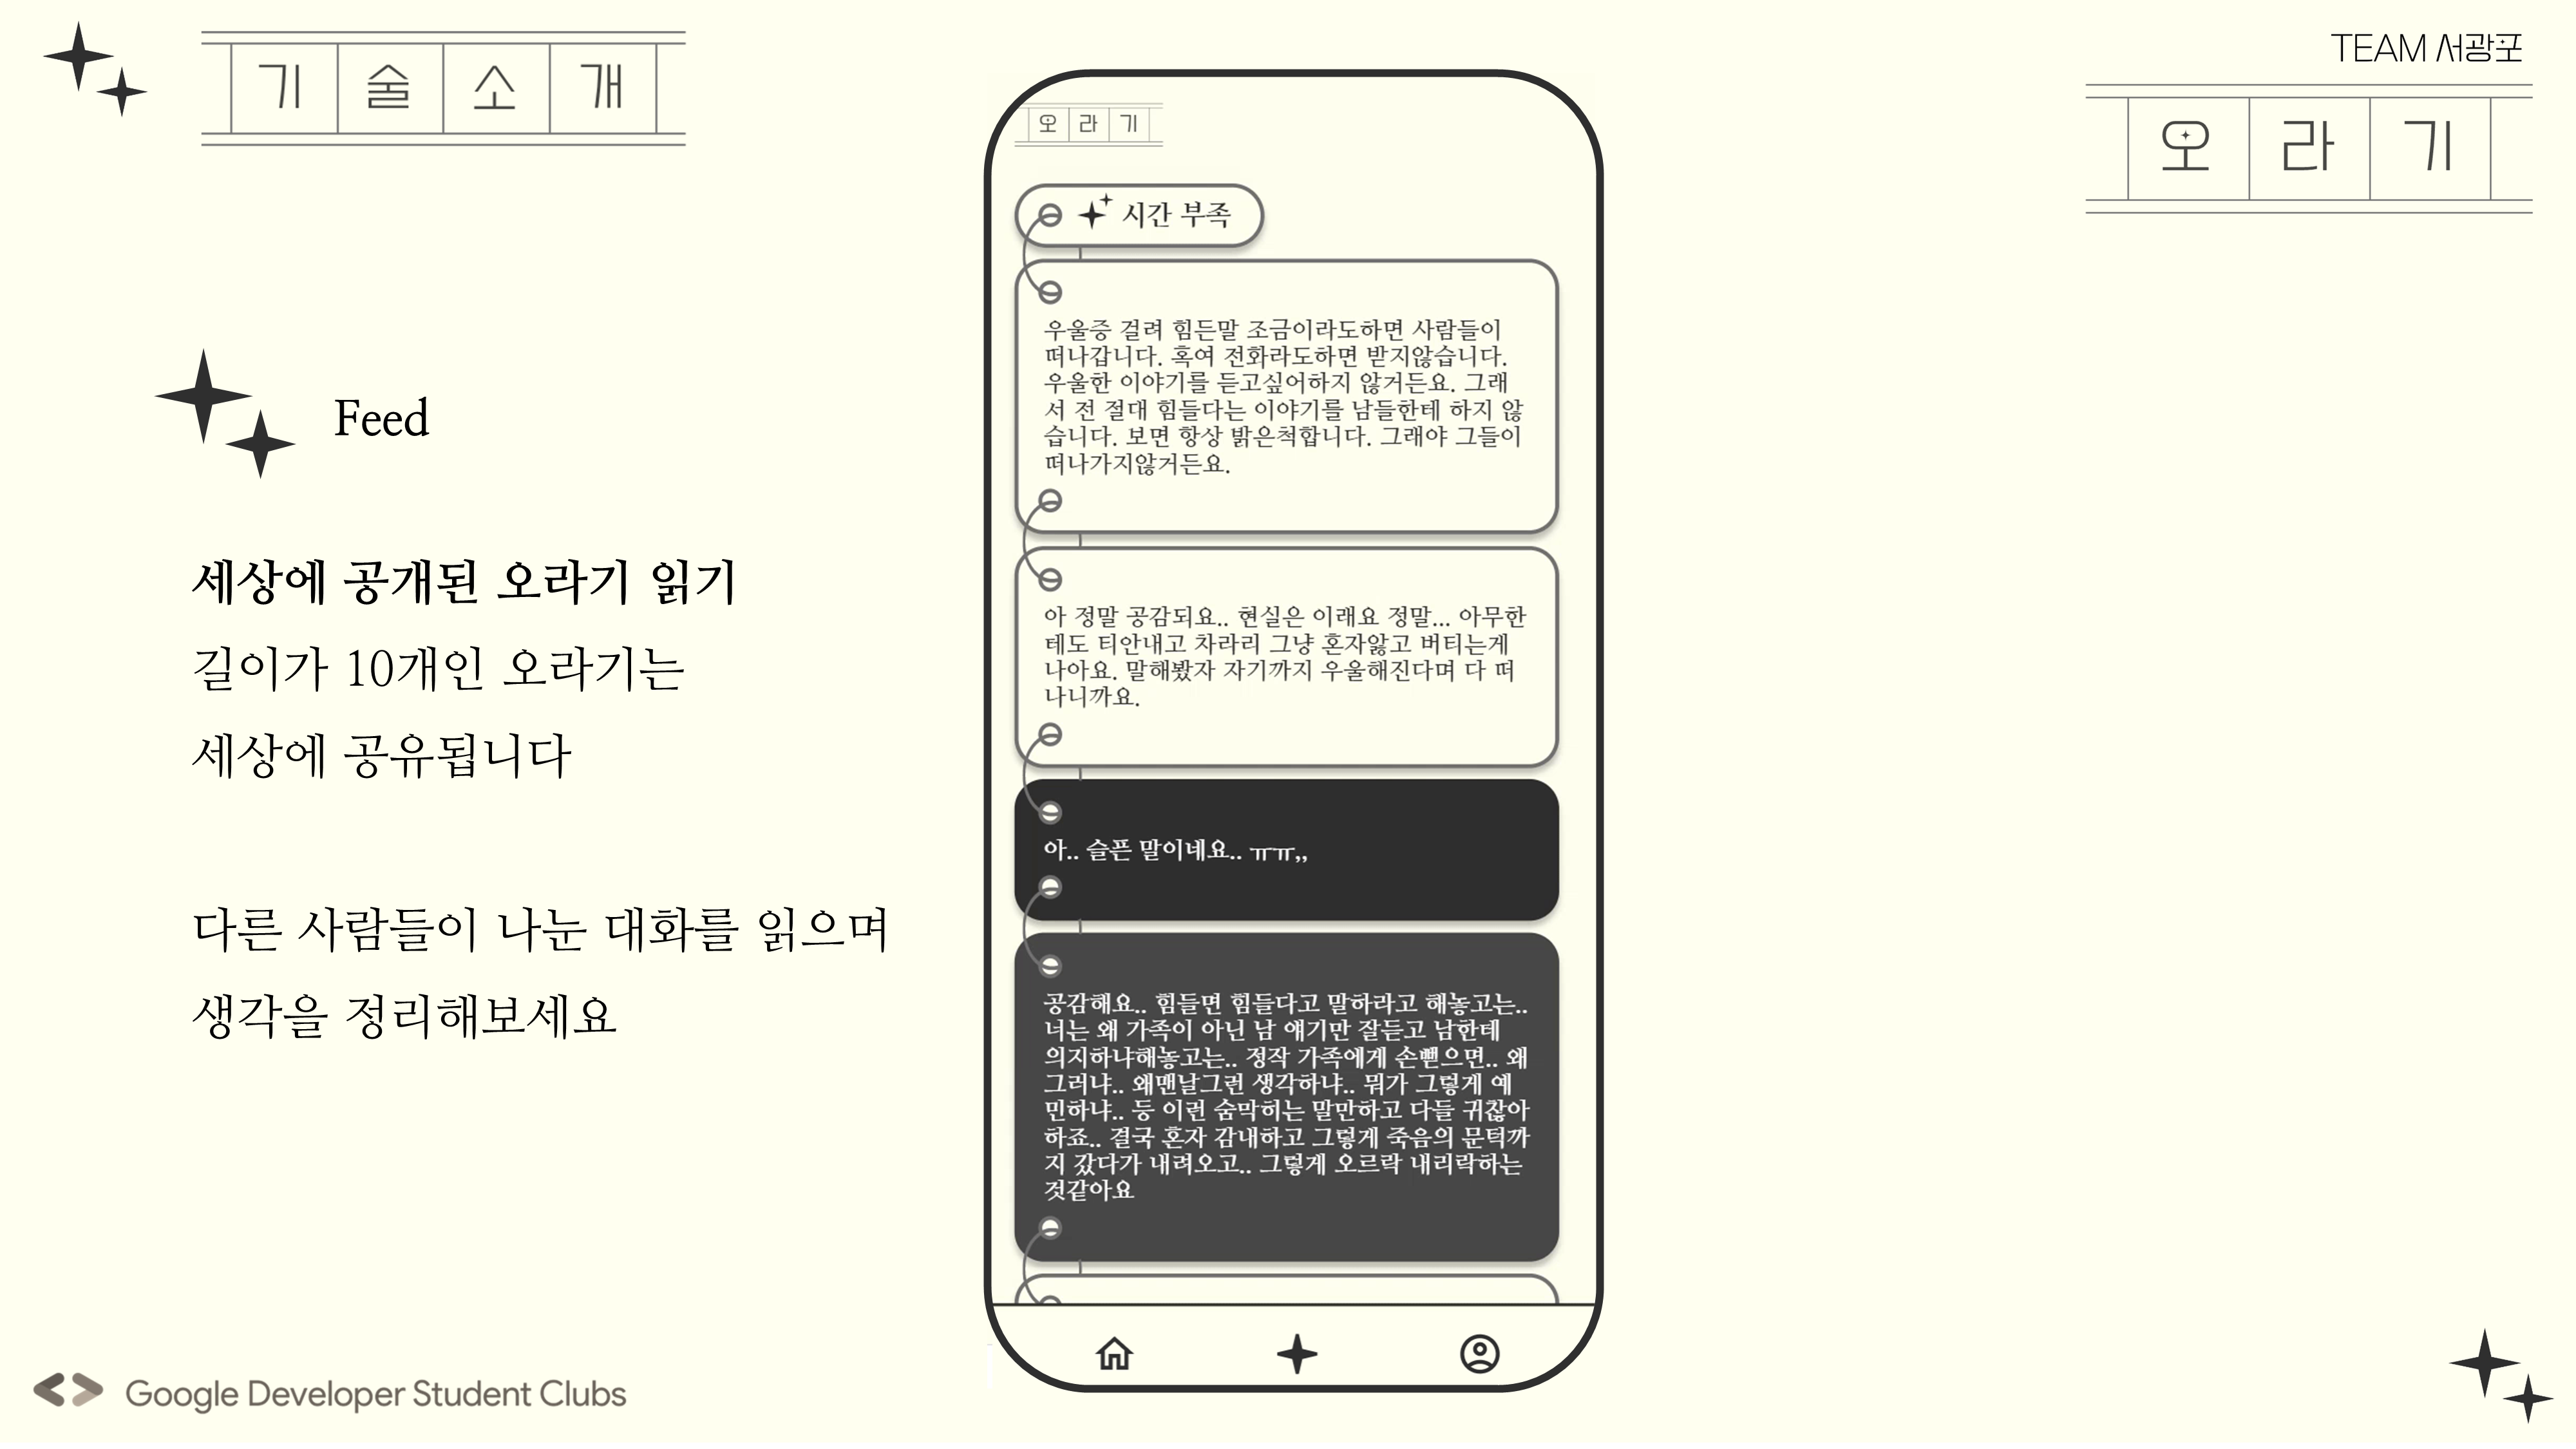 기술소개
TEAM 서광포
오라기
Feed
세상에 공개된 오라기 읽기
길이가 10개인 오라기는
세상에 공유됩니다
다른 사람들이 나눈 대화를 읽으며
생각을 정리해보세요
오라기
시간 부족
우울증 걸려 힘든말 조금이라도하면 사람들이
떠나갑니다. 혹여 전화라도하면 받지않습니다.
우울한 이야기를 듣고싶어하지 않거든요. 그래
서 전 절대 힘들다는 이야기를 남들한테 하지 않
습니다. 보면 항상 밝은척합니다. 그래야 그들이
떠나가지않거든요.
아 정말 공감되요.. 현실은 이래요 정말... 아무한
테도 티안내고 차라리 그냥 혼자앓고 버티는게
나아요. 말해봤자 자기까지 우울해진다며 다 떠
나니까요.
아.. 슬픈 말이네요.. ㅠㅠ,,
공감해요.. 힘들면 힘들다고 말하라고 해놓고는..
너는 왜 가족이 아닌 남 얘기만 잘듣고 남한테
의지하냐해놓고는.. 정작 가족에게 손뻗으면.. 왜
그러냐.. 왜맨날그런 생각하냐.. 뭐가 그렇게 예
민하냐.. 등 이런 숨막히는 말만하고 다들 귀찮아
하죠.. 결국 혼자 감내하고 그렇게 죽음의 문턱까
지 갔다가 내려오고.. 그렇게 오르락 내리락하는
것같아요
Google Developer Student Clubs